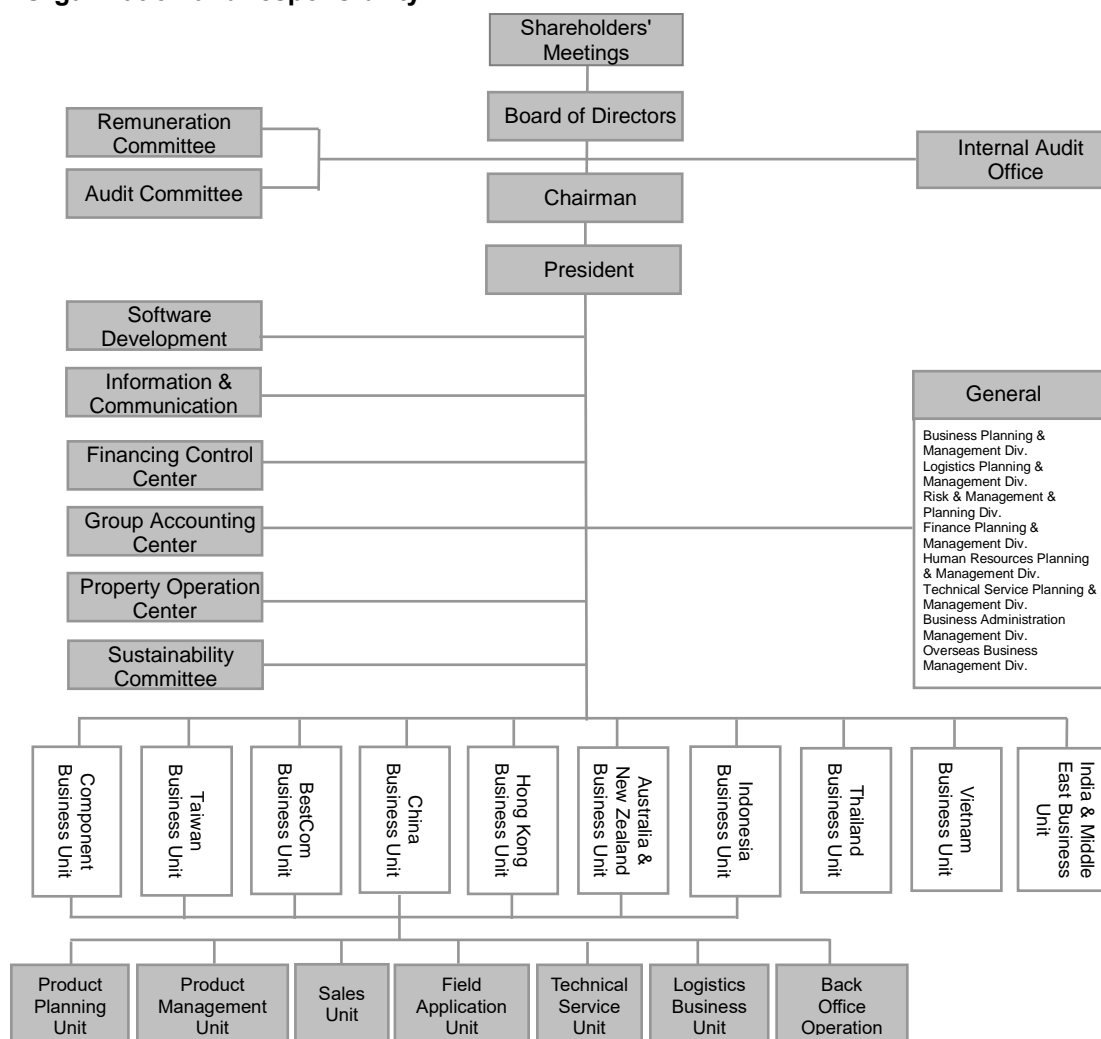 Shareholders'
Meetings
Board of Directors
Remuneration
Committee
Audit Committee
Internal Audit
Office
Chairman
President
Software
Development
Information &
Communication
Financing Control
Center
Group Accounting
Center
Property Operation
Center
Sustainability
Committee
General
Business Planning &
Management Div.
Logistics Planning &
Management Div.
Risk & Management &
Planning Div.
Finance Planning &
Management Div.
Human Resources Planning
& Management Div.
Technical Service Planning &
Management Div.
Business Administration
Management Div.
Overseas Business
Management Div.
Component
Business Unit
Taiwan
Business Unit
BestCom
Business Unit
China
Business Unit
Hong Kong
Business Unit
Australia &
New Zealand
Business Unit
Indonesia
Business Unit
Thailand
Business Unit
Vietnam
Business Unit
India & Middle
East Business
Unit
Product
Planning
Unit
Product
Management
Unit
Sales
Unit
Field
Application
Unit
Technical
Service
Unit
Logistics
Business
Unit
Back
Office
Operation